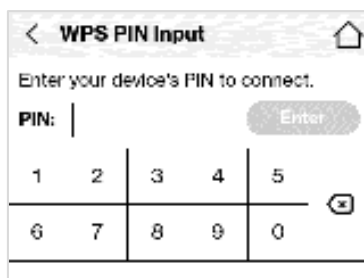 WPS PIN Input
Enter your device's PIN to connect.
PIN: Enter
1 2 3 4 5
6 7 8 9 0